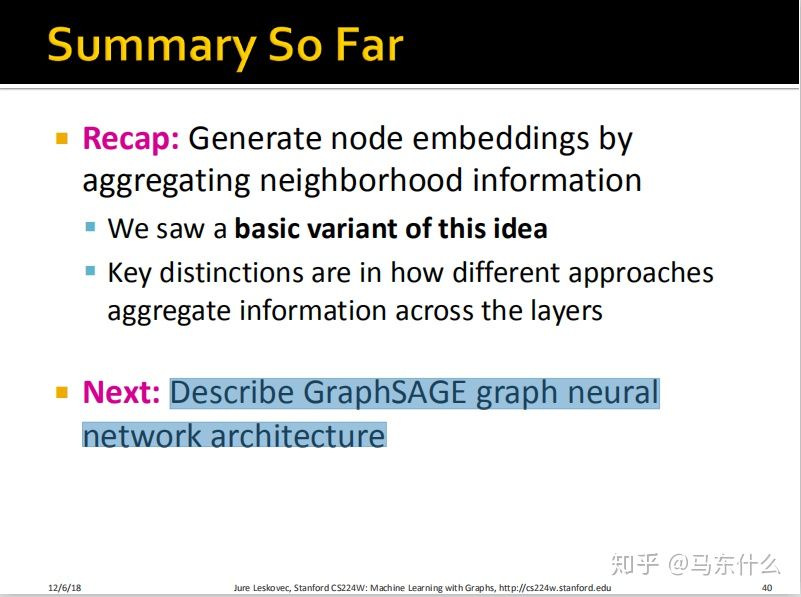 Summary So Far
Recap: Generate node embeddings by
aggregating neighborhood information
We saw a basic variant of this idea
Key distinctions are in how different approaches
aggregate information across the layers
Next: Describe GraphSAGE graph neural
network architecture
知乎 @马东什么
12/6/18
Jure Leskovec, Stanford CS224W: Machine Learning with Graphs, http://cs224w.stanford.edu
40